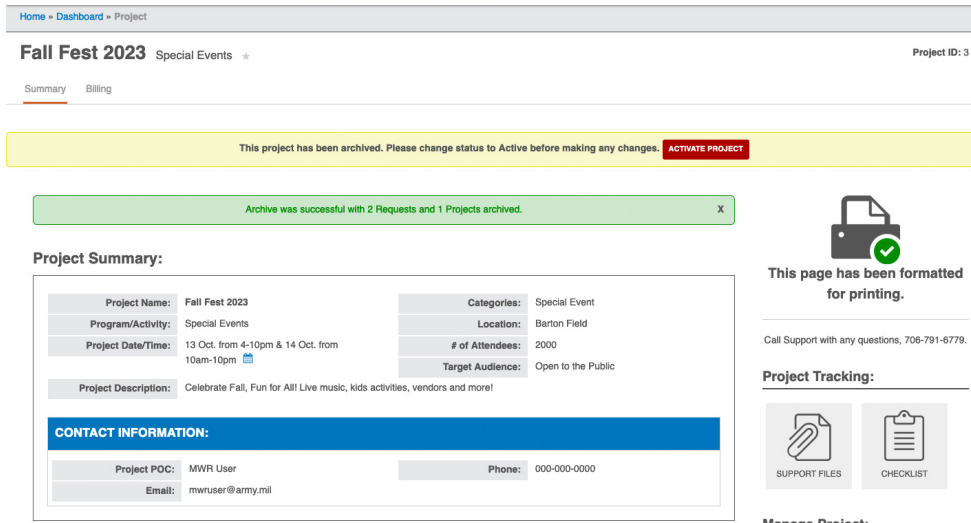 Home » Dashboard » Project
Fall Fest 2023 Special Events
Project ID: 3
Summary Billing
This project has been archived. Please change status to Active before making any changes. ACTIVATE PROJECT
Archive was successful with 2 Requests and 1 Projects archived. X
This page has been formatted
for printing.
Call Support with any questions, 706-791-6779.
Project Summary:
Project Name: Fall Fest 2023 Categories: Special Event
Program/Activity: Special Events Location: Barton Field
Project Date/Time: 13 Oct. from 4-10pm & 14 Oct. from # of Attendees: 2000
10am-10pm
Target Audience: Open to the Public
Project Description: Celebrate Fall, Fun for All! Live music, kids activities, vendors and more!
CONTACT INFORMATION:
Project POC: MWR User Phone: 000-000-0000
Email: mwruser@army.mil
Project Tracking:
SUPPORT FILES CHECKLIST
Manage Project: